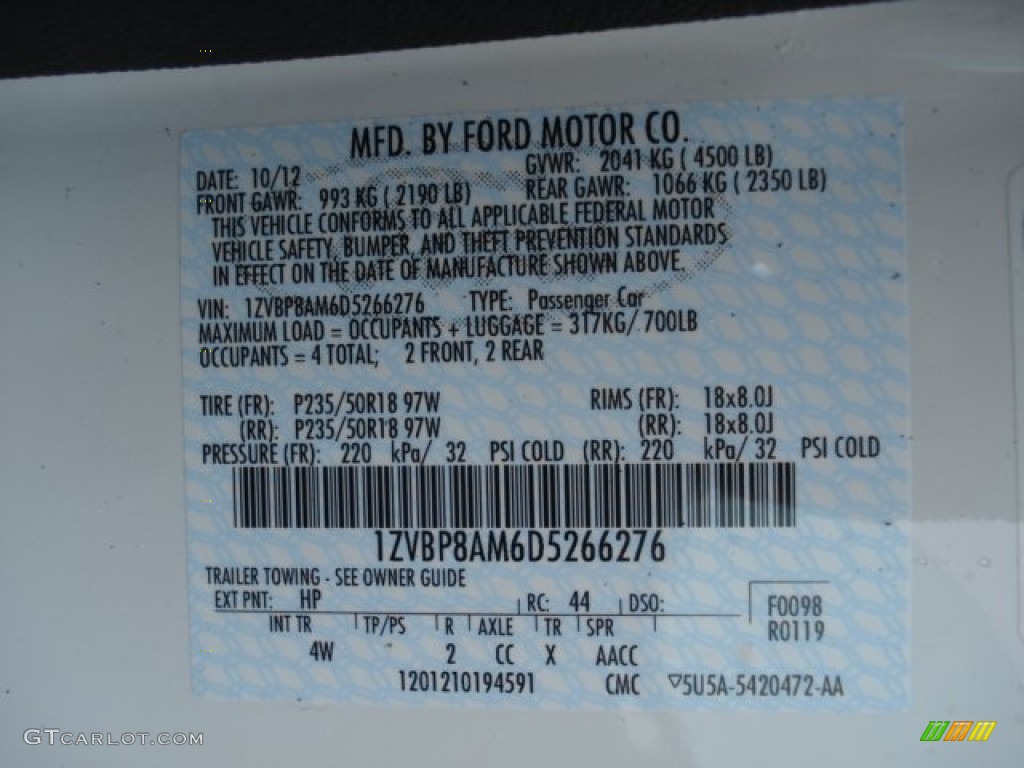 MFD. BY FORD MOTOR CO.
DATE: 10/12 GVWR: 2041 KG ( 4500 LB)
FRONT GAWR: 993 KG ( 2190 LB) REAR GAWR: 1066 KG ( 2350 LB)
THIS VEHICLE CONFORMS TO ALL APPLICABLE FEDERAL MOTOR
VEHICLE SAFETY, BUMPER, AND THEFT PREVENTION STANDARDS
IN EFFECT ON THE DATE OF MANUFACTURE SHOWN ABOVE.
VIN: 1ZVBP8AM6D5266276 TYPE: Passenger Car
MAXIMUM LOAD = OCCUPANTS + LUGGAGE = 317KG/ 700LB
OCCUPANTS = 4 TOTAL; 2 FRONT, 2 REAR
TIRE (FR): P235/50R18 97W RIMS (FR): 18x8.0J
(RR): P235/50R18 97W (RR): 18x8.0J
PRESSURE (FR): 220 kPa/ 32 PSI COLD (RR): 220 kPa/ 32 PSI COLD
1ZVBP8AM6D5266276
TRAILER TOWING - SEE OWNER GUIDE
EXT PNT: HP RC: 44 DSO: F0098
INT TR TP/PS R AXLE TR SPR R0119
4W 2 CC X AACC
1201210194591 CMC ▽5U5A-5420472-AA
GTCARLOT.COM